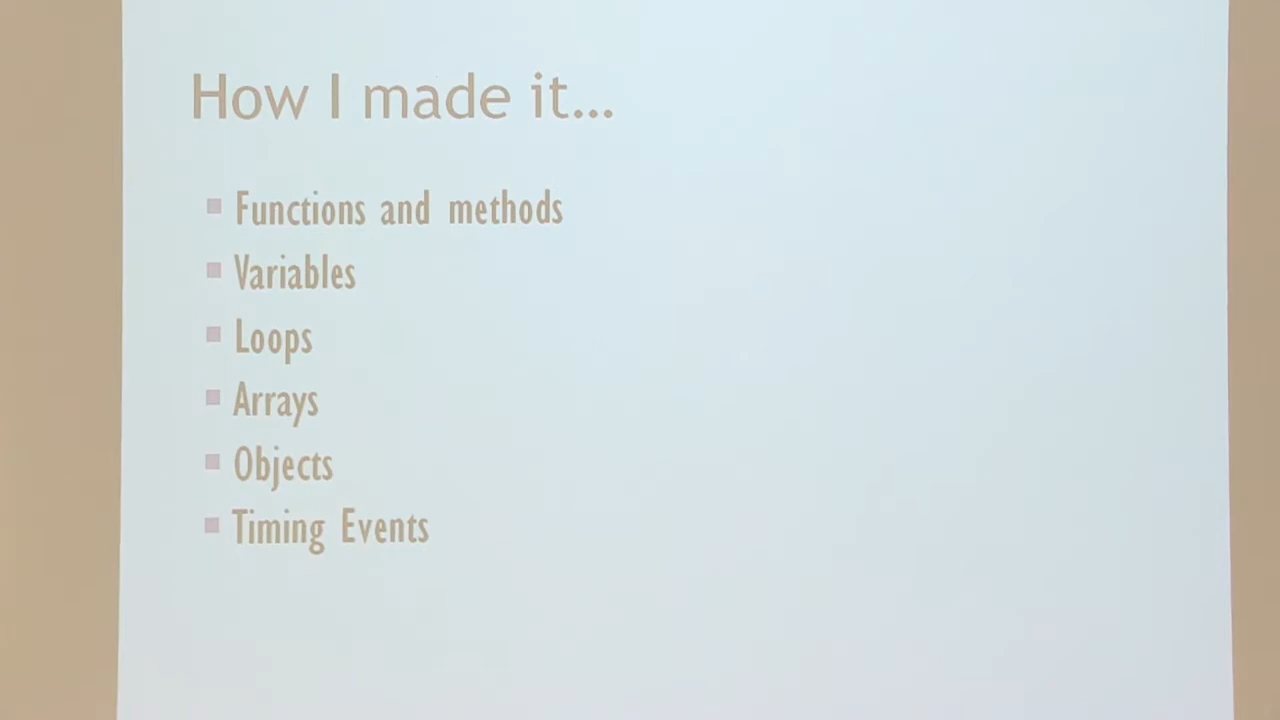 How I made it...
Functions and methods
Variables
Loops
Arrays
Objects
Timing Events